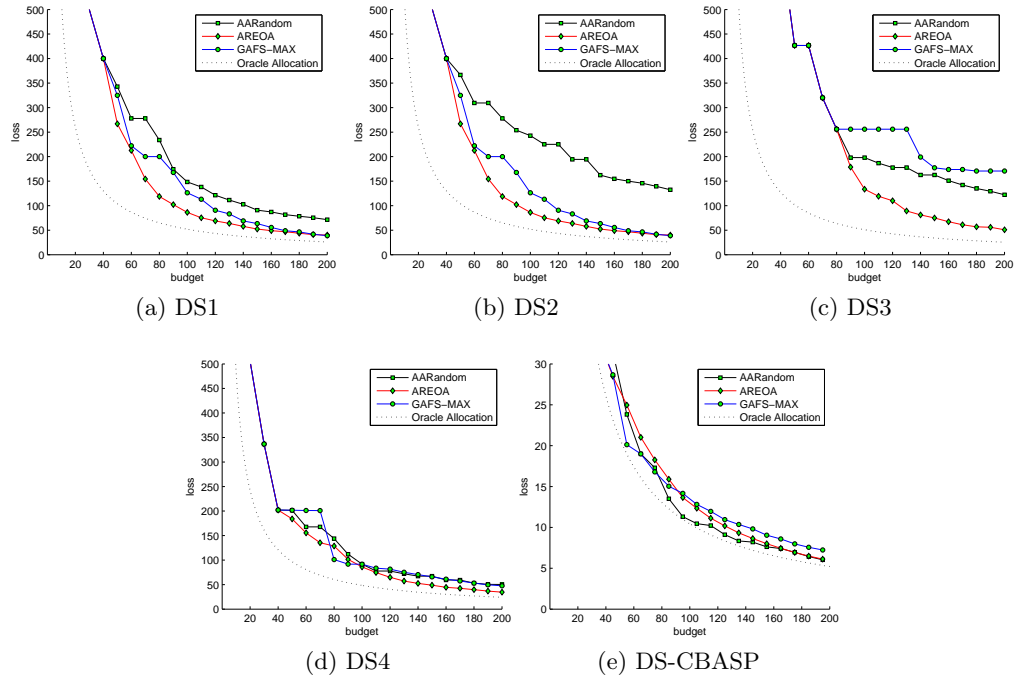 500
450
400
350
300
250
200
150
100
50
0
loss
20 40 60 80 100 120 140 160 180 200
budget
AARandom
AREOA
GAFS−MAX
Oracle Allocation
(a) DS1
500
450
400
350
300
250
200
150
100
50
0
loss
20 40 60 80 100 120 140 160 180 200
budget
AARandom
AREOA
GAFS−MAX
Oracle Allocation
(b) DS2
500
450
400
350
300
250
200
150
100
50
0
loss
20 40 60 80 100 120 140 160 180 200
budget
AARandom
AREOA
GAFS−MAX
Oracle Allocation
(c) DS3
500
450
400
350
300
250
200
150
100
50
0
loss
20 40 60 80 100 120 140 160 180 200
budget
AARandom
AREOA
GAFS−MAX
Oracle Allocation
(d) DS4
30
25
20
15
10
5
0
loss
20 40 60 80 100 120 140 160 180 200
budget
AARandom
AREOA
GAFS−MAX
Oracle Allocation
(e) DS-CBASP